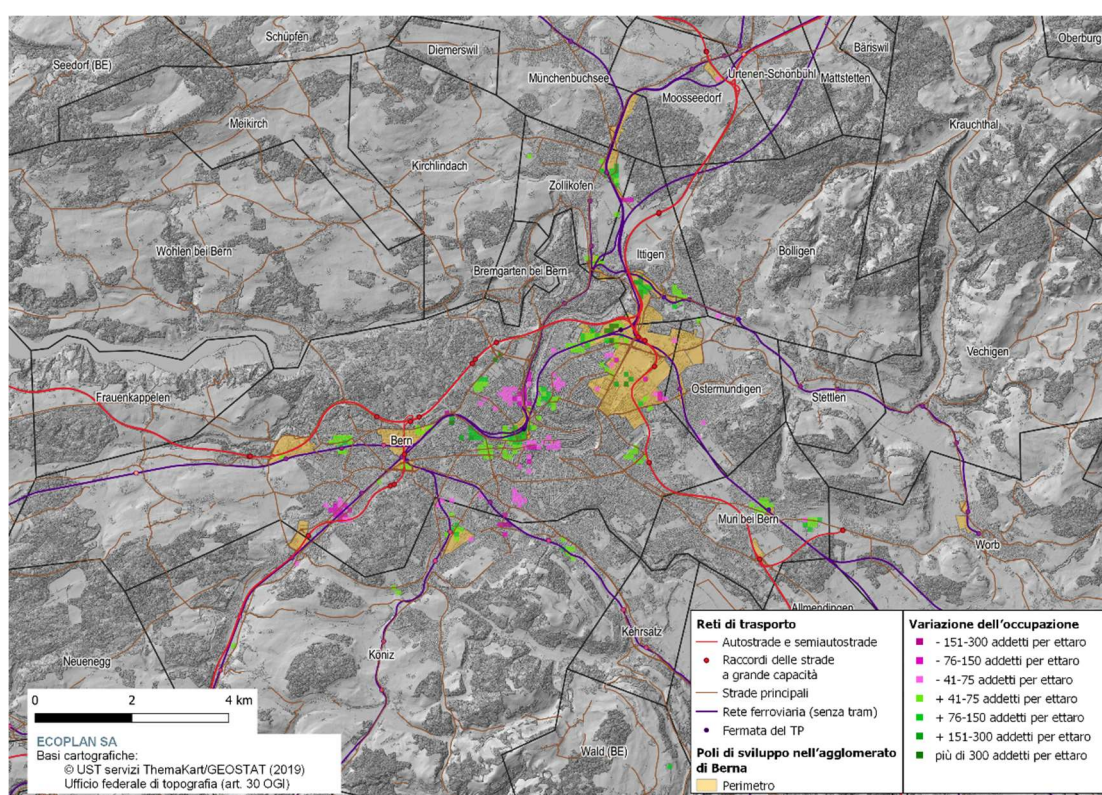 Schüpfen
Seedorf (BE)
Diemerswil
Münchenbuchsee
Urtenen-Schönbühl
Bäriswil
Oberburg
Mattstetten
Moosseedorf
Meikirch
Krauchthal
Kirchlindach
Zollikofen
Wohlen bei Bern
Bremgarten bei Bern
Ittigen
Bolligen
Vechigen
Frauenkappelen
Ostermundigen
Stettlen
Bern
Muri bei Bern
Worb
Allmendingen
Kehrsatz
Neuenegg
Köniz
Wald (BE)
0 2 4 km
ECOPLAN SA
Basi cartografiche:
© UST servizi ThemaKart/GEOSTAT (2019)
Ufficio federale di topografia (art. 30 OGI)
Reti di trasporto
Autostrade e semiautostrade
Raccordi delle strade
a grande capacità
Strade principali
Rete ferroviaria (senza tram)
Fermata del TP
Poli di sviluppo nell'agglomerato
di Berna
Perimetro
Variazione dell'occupazione
- 151-300 addetti per ettaro
- 76-150 addetti per ettaro
- 41-75 addetti per ettaro
+ 41-75 addetti per ettaro
+ 76-150 addetti per ettaro
+ 151-300 addetti per ettaro
più di 300 addetti per ettaro